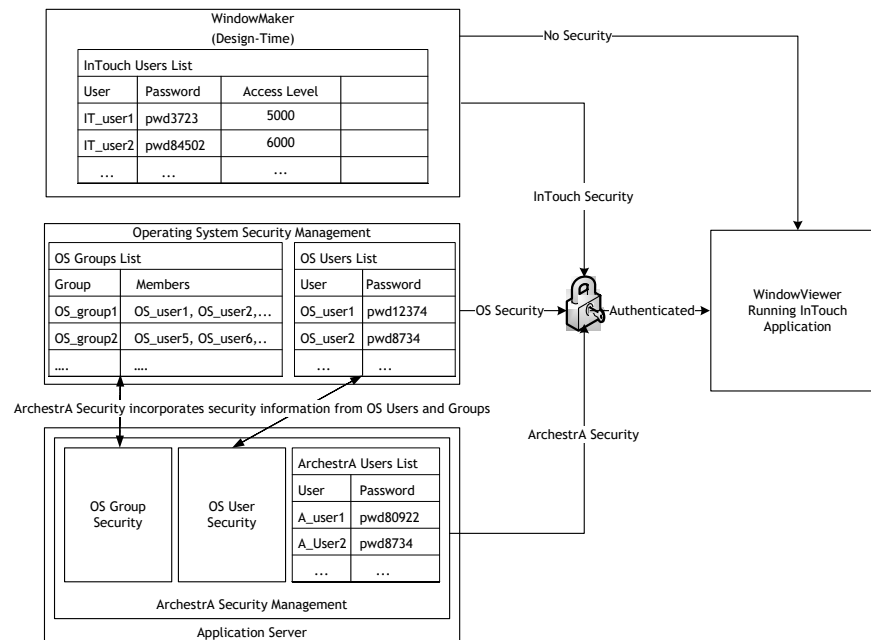 WindowMaker
(Design-Time)
InTouch Users List
User Password Access Level
IT_user1 pwd3723 5000
IT_user2 pwd84502 6000
... ... ...
No Security
InTouch Security
Operating System Security Management
OS Groups List
Group Members
OS_group1 OS_user1, OS_user2,...
OS_group2 OS_user5, OS_user6,..
.... ....
OS Users List
User Password
OS_user1 pwd12374
OS_user2 pwd8734
... ...
OS Security
Authenticated
WindowViewer
Running InTouch
Application
ArchestrA Security incorporates security information from OS Users and Groups
ArchestrA Security
OS Group
Security
OS User
Security
ArchestrA Users List
User Password
A_user1 pwd80922
A_User2 pwd8734
... ...
ArchestrA Security Management
Application Server